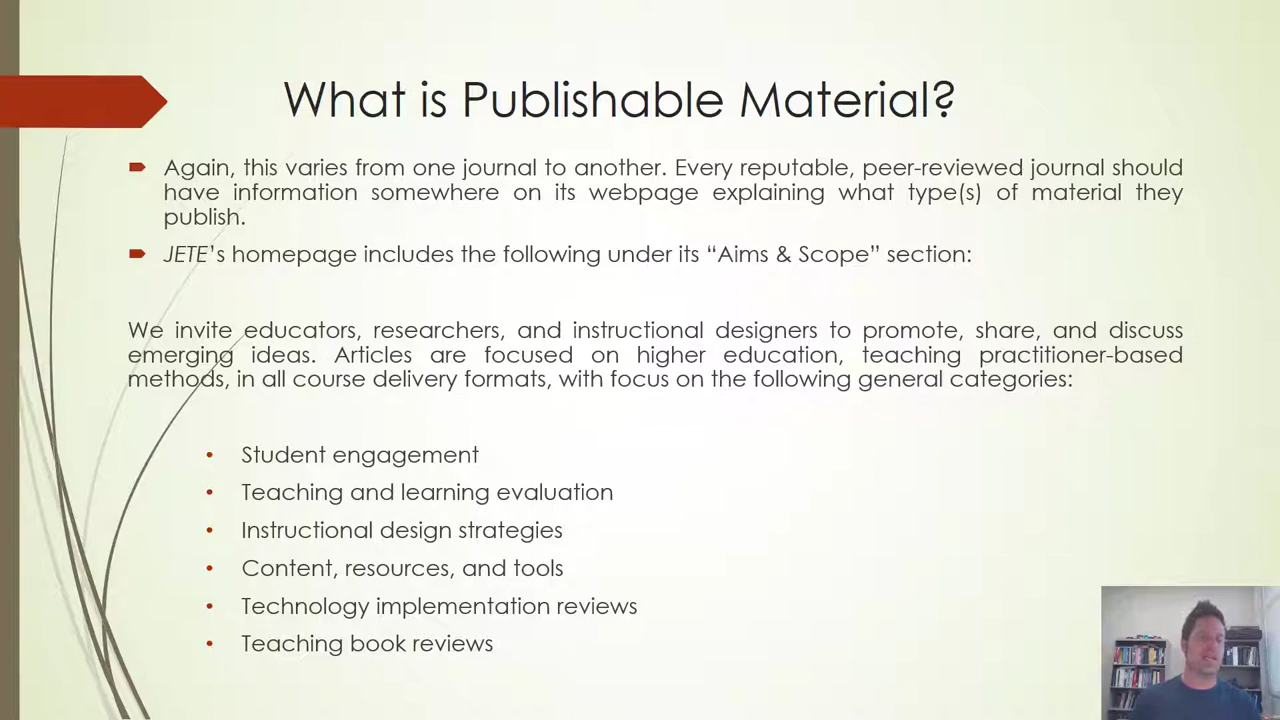 What is Publishable Material?
Again, this varies from one journal to another. Every reputable, peer-reviewed journal should
have information somewhere on its webpage explaining what type(s) of material they
publish.
JETE's homepage includes the following under its “Aims & Scope” section:
We invite educators, researchers, and instructional designers to promote, share, and discuss
emerging ideas. Articles are focused on higher education, teaching practitioner-based
methods, in all course delivery formats, with focus on the following general categories:
• Student engagement
• Teaching and learning evaluation
• Instructional design strategies
• Content, resources, and tools
• Technology implementation reviews
• Teaching book reviews